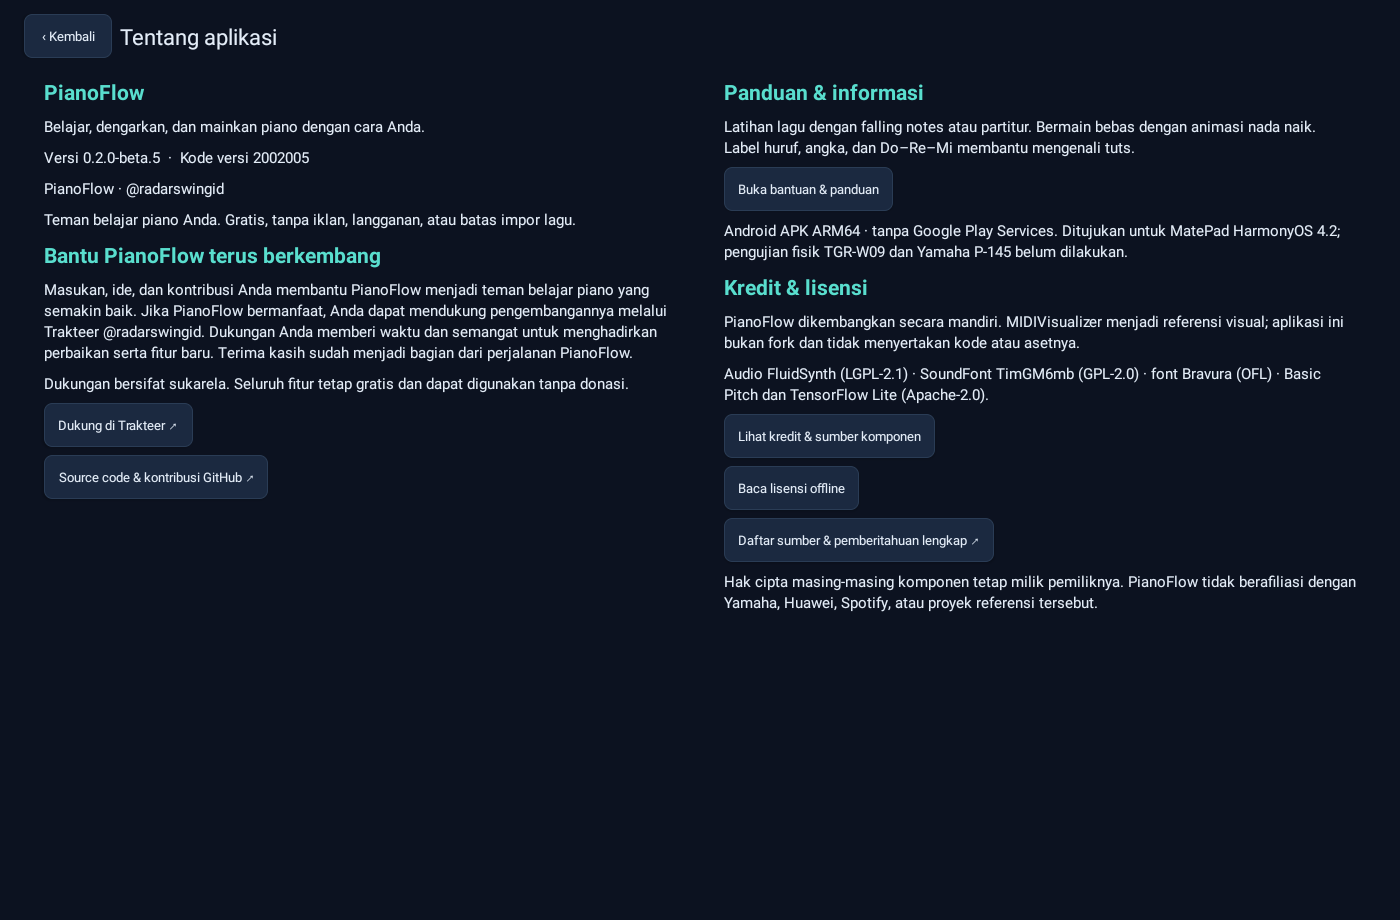 ‹ Kembali
Tentang aplikasi
PianoFlow
Belajar, dengarkan, dan mainkan piano dengan cara Anda.
Versi 0.2.0-beta.5 · Kode versi 2002005
PianoFlow · @radarswingid
Teman belajar piano Anda. Gratis, tanpa iklan, langganan, atau batas impor lagu.
Bantu PianoFlow terus berkembang
Masukan, ide, dan kontribusi Anda membantu PianoFlow menjadi teman belajar piano yang
semakin baik. Jika PianoFlow bermanfaat, Anda dapat mendukung pengembangannya melalui
Trakteer @radarswingid. Dukungan Anda memberi waktu dan semangat untuk menghadirkan
perbaikan serta fitur baru. Terima kasih sudah menjadi bagian dari perjalanan PianoFlow.
Dukungan bersifat sukarela. Seluruh fitur tetap gratis dan dapat digunakan tanpa donasi.
Dukung di Trakteer ↗
Source code & kontribusi GitHub ↗
Panduan & informasi
Latihan lagu dengan falling notes atau partitur. Bermain bebas dengan animasi nada naik.
Label huruf, angka, dan Do–Re–Mi membantu mengenali tuts.
Buka bantuan & panduan
Android APK ARM64 · tanpa Google Play Services. Ditujukan untuk MatePad HarmonyOS 4.2;
pengujian fisik TGR-W09 dan Yamaha P-145 belum dilakukan.
Kredit & lisensi
PianoFlow dikembangkan secara mandiri. MIDIVisualizer menjadi referensi visual; aplikasi ini
bukan fork dan tidak menyertakan kode atau asetnya.
Audio FluidSynth (LGPL-2.1) · SoundFont TimGM6mb (GPL-2.0) · font Bravura (OFL) · Basic
Pitch dan TensorFlow Lite (Apache-2.0).
Lihat kredit & sumber komponen
Baca lisensi offline
Daftar sumber & pemberitahuan lengkap ↗
Hak cipta masing-masing komponen tetap milik pemiliknya. PianoFlow tidak berafiliasi dengan
Yamaha, Huawei, Spotify, atau proyek referensi tersebut.